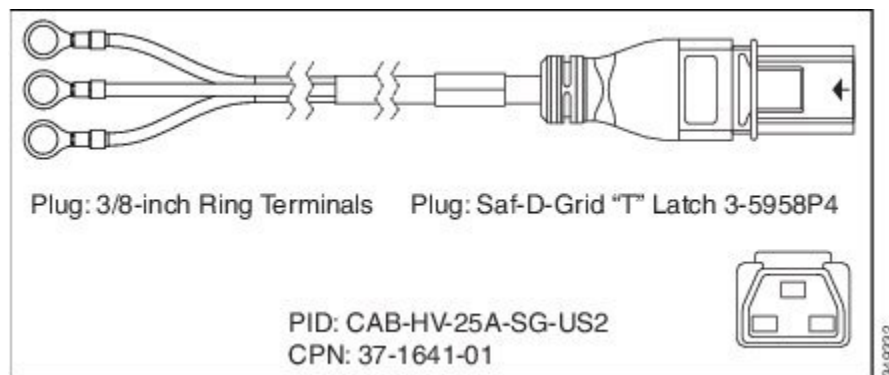 Plug: 3/8-inch Ring Terminals Plug: Saf-D-Grid “T” Latch 3-5958P4
PID: CAB-HV-25A-SG-US2
CPN: 37-1641-01